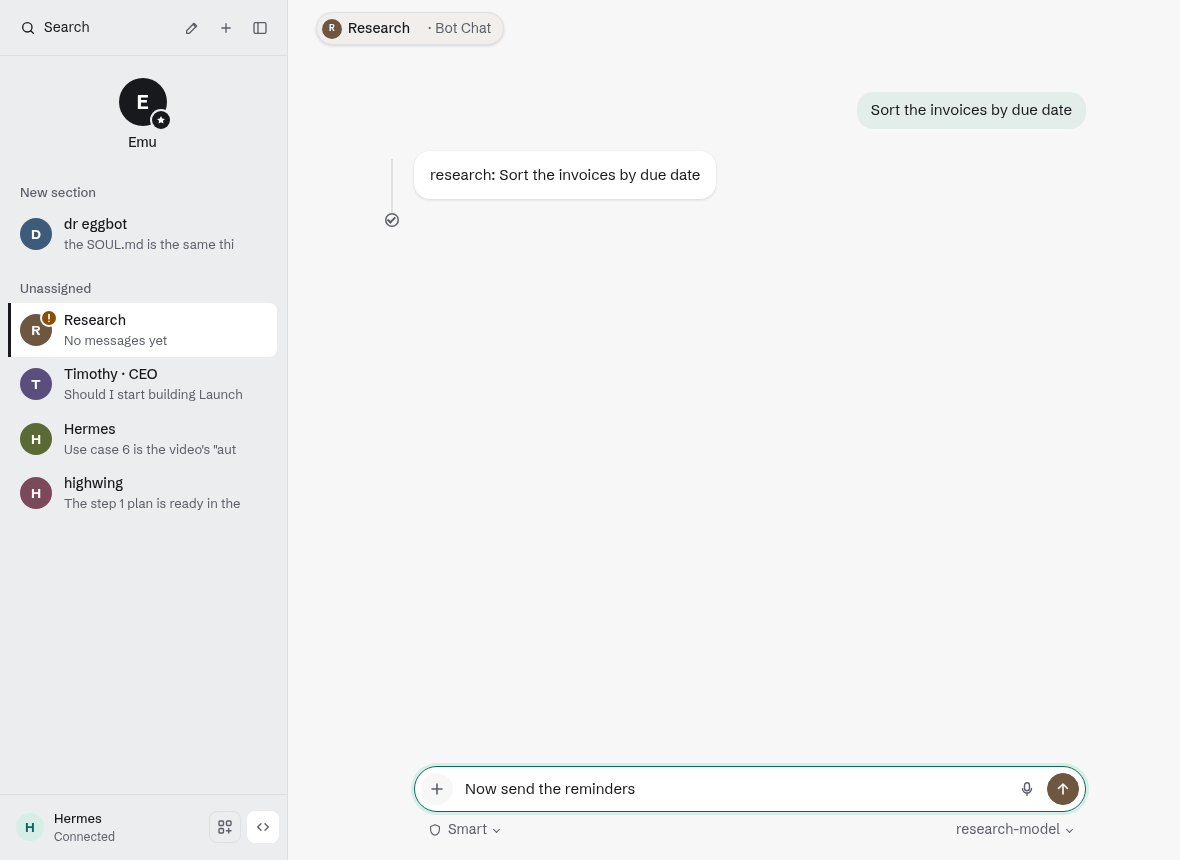 Search
E
Emu
New section
D
dr eggbot
the SOUL.md is the same thi
Unassigned
R
!
Research
No messages yet
T
Timothy · CEO
Should I start building Launch
H
Hermes
Use case 6 is the video's "aut
H
highwing
The step 1 plan is ready in the
H
Hermes
Connected
R
Research · Bot Chat
Sort the invoices by due date
research: Sort the invoices by due date
Now send the reminders
Smart
research-model